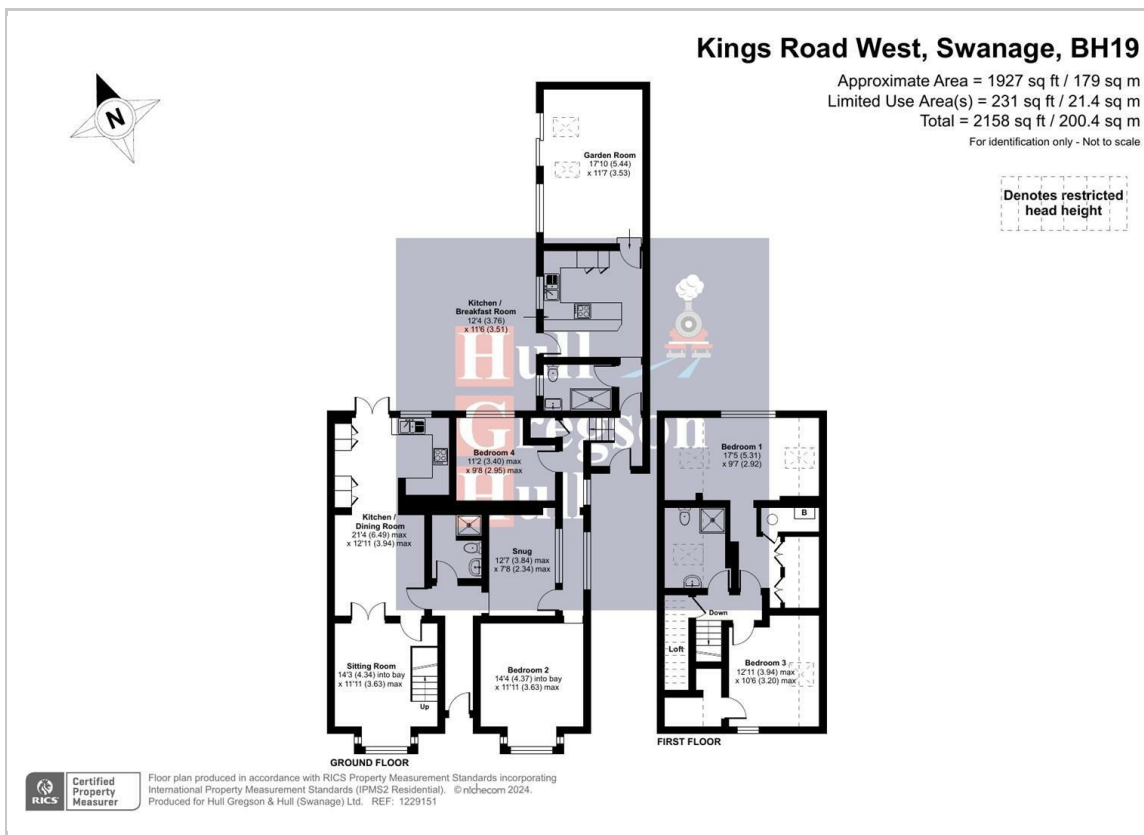 Kings Road West, Swanage, BH19
Approximate Area = 1927 sq ft / 179 sq m
Limited Use Area(s) = 231 sq ft / 21.4 sq m
Total = 2158 sq ft / 200.4 sq m
For identification only - Not to scale
Denotes restricted
head height
N
Garden Room
17'10 (5.44)
x 11'7 (3.53)
Kitchen /
Breakfast Room
12'4 (3.76)
x 11'6 (3.51)
Hull
Gregson
Hull
Bedroom 4
11'2 (3.40) max
x 9'8 (2.95) max
Bedroom 1
17'5 (5.31)
x 9'7 (2.92)
B
Kitchen /
Dining Room
21'4 (6.49) max
x 12'11 (3.94) max
Snug
12'7 (3.84) max
x 7'8 (2.34) max
Down
Loft
Sitting Room
14'3 (4.34) into bay
x 11'11 (3.63) max
Up
Bedroom 2
14'4 (4.37) into bay
x 11'11 (3.63) max
Bedroom 3
12'11 (3.94) max
x 10'6 (3.20) max
GROUND FLOOR
FIRST FLOOR
RICS
Certified
Property
Measurer
Floor plan produced in accordance with RICS Property Measurement Standards incorporating
International Property Measurement Standards (IPMS2 Residential). © nichecom 2024.
Produced for Hull Gregson & Hull (Swanage) Ltd. REF: 1229151